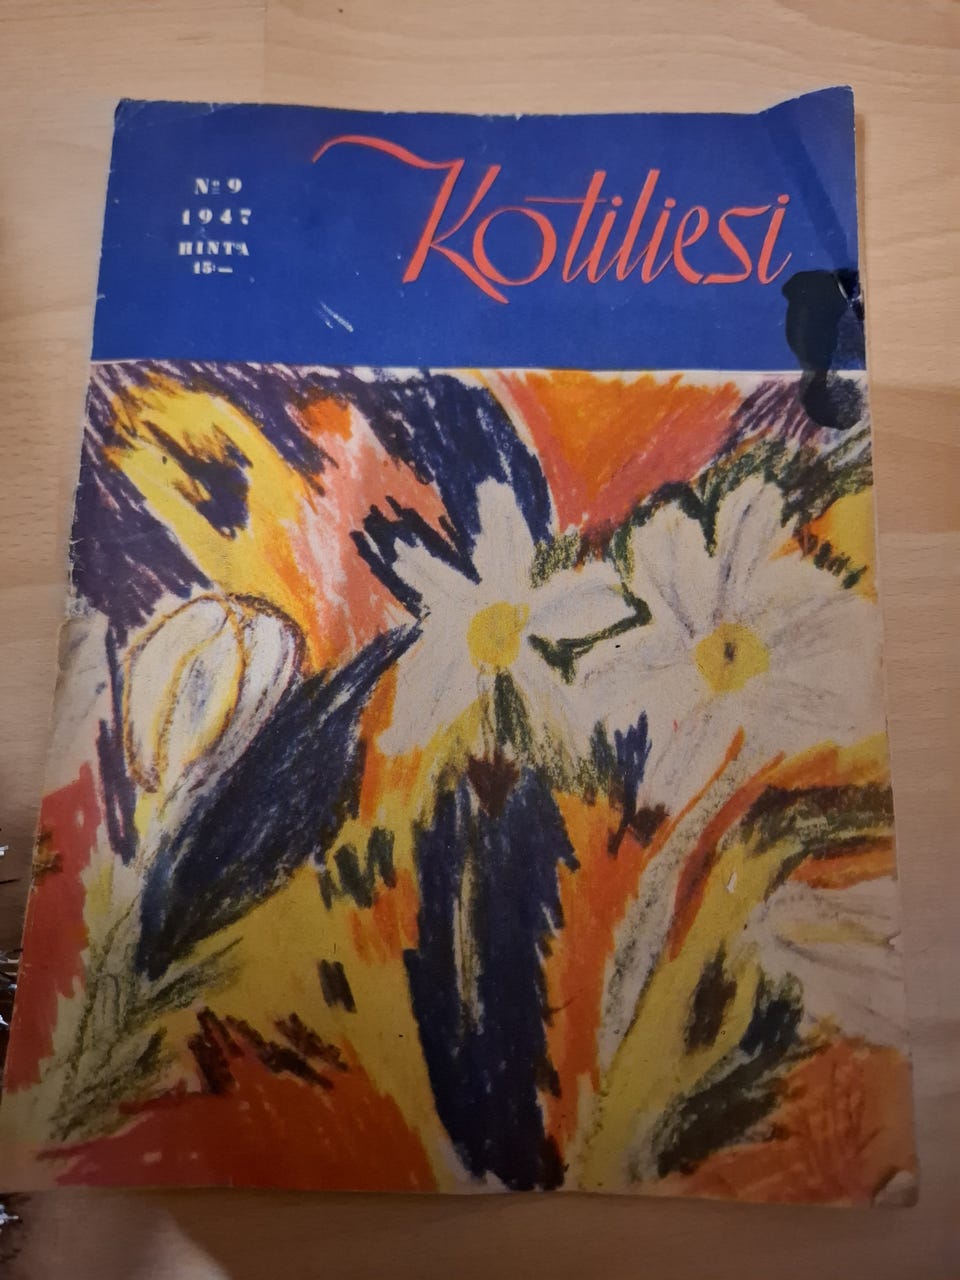 Nº 9
1947
HINTA
15:—
Kotiliesi